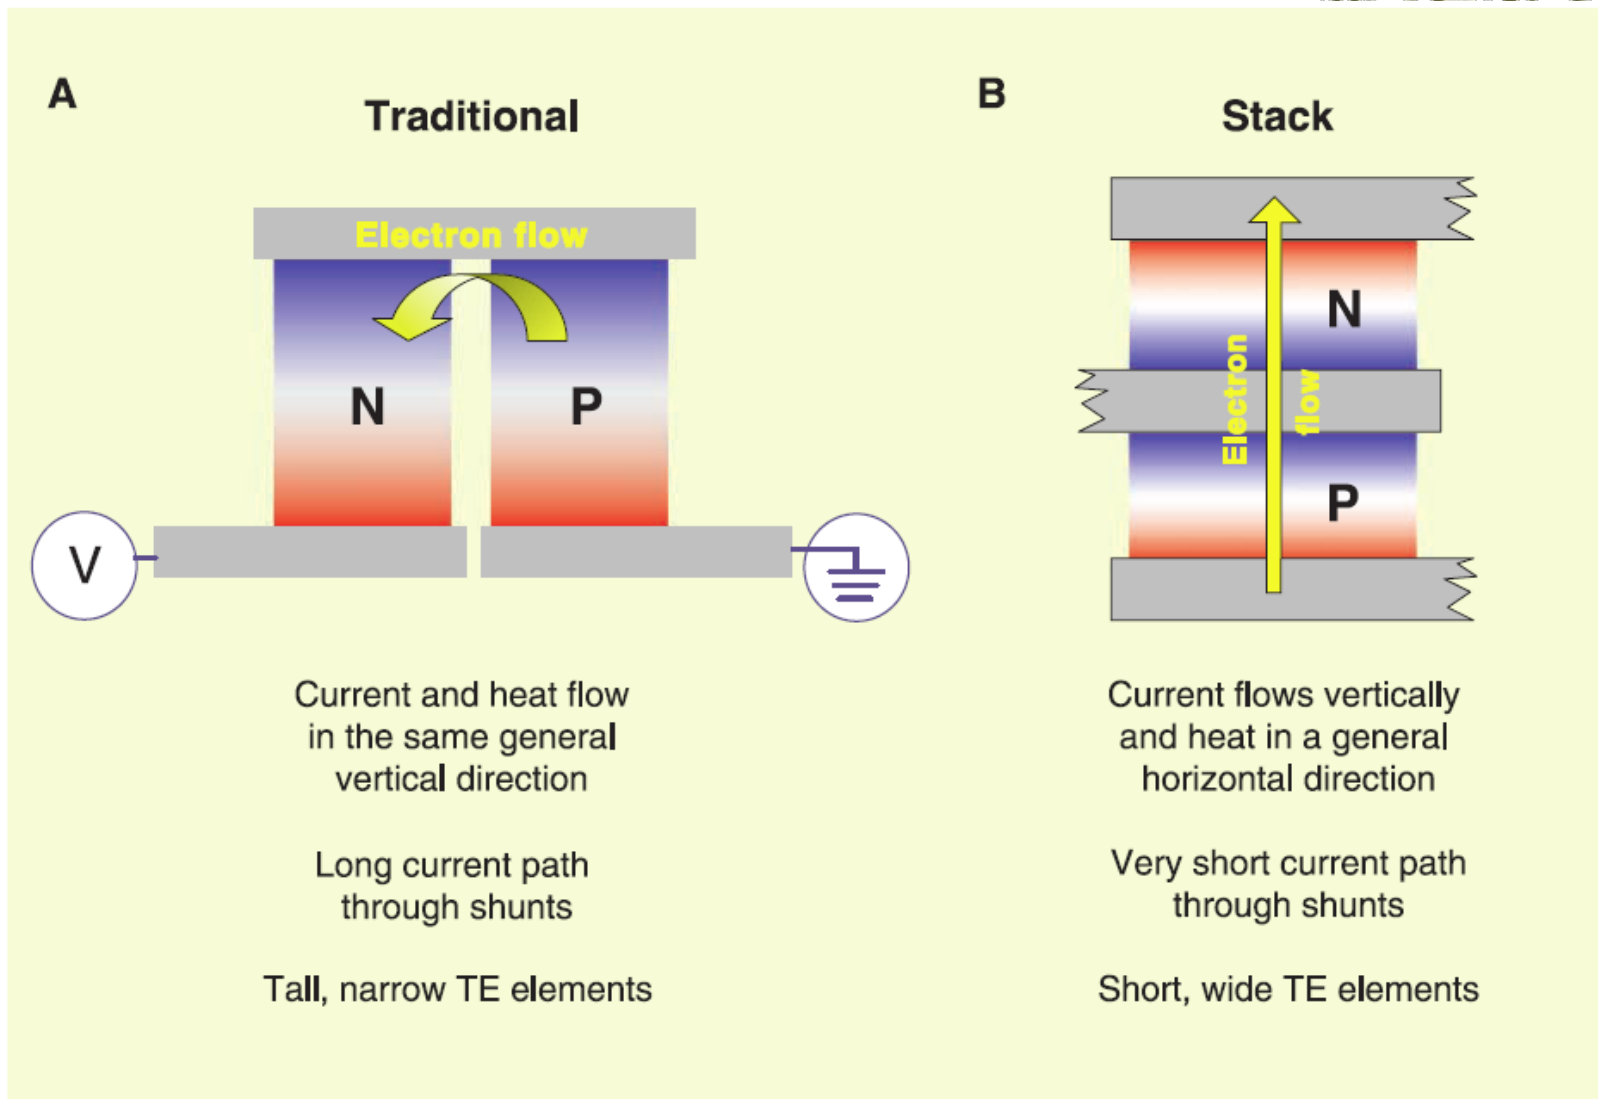 A
Traditional
Electron flow
N
P
V
Current and heat flow
in the same general
vertical direction
Long current path
through shunts
Tall, narrow TE elements
B
Stack
N
Electron
flow
P
Current flows vertically
and heat in a general
horizontal direction
Very short current path
through shunts
Short, wide TE elements